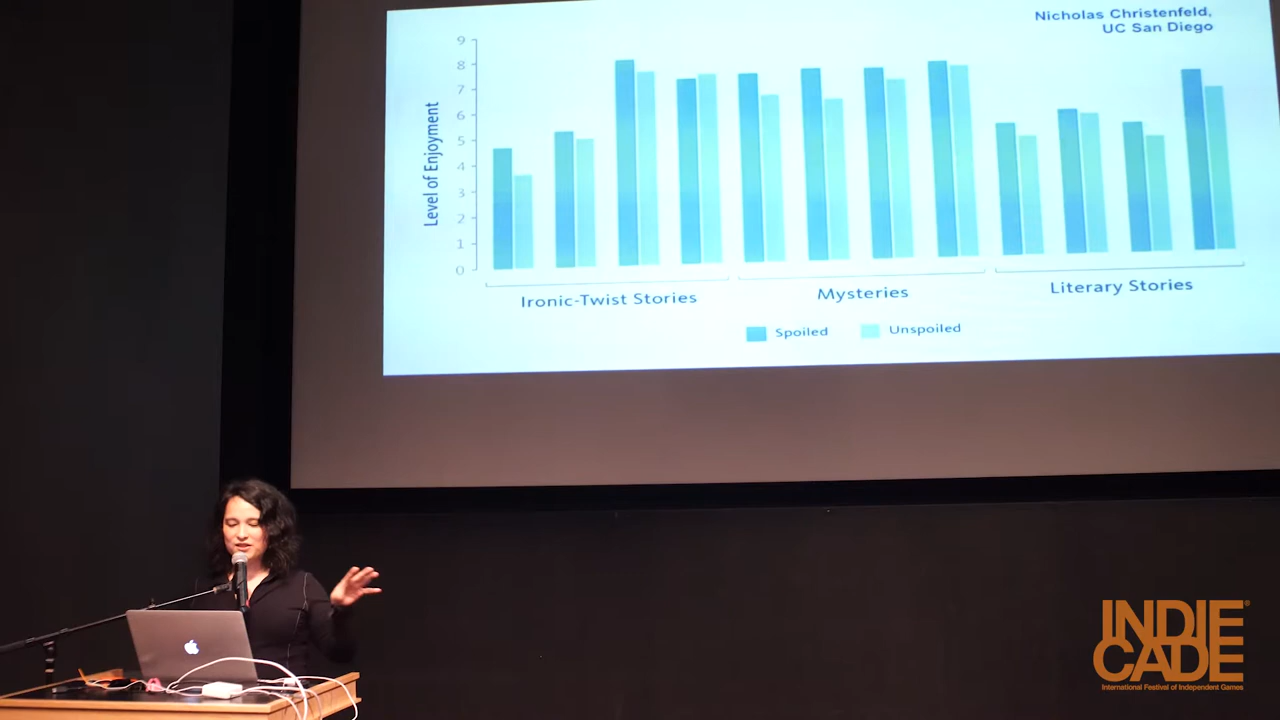 Nicholas Christenfeld,
UC San Diego
Level of Enjoyment
9
8
7
6
5
4
3
2
1
0
Ironic-Twist Stories
Mysteries
Literary Stories
Spoiled
Unspoiled
INDIE
CADE
International Festival of Independent Games